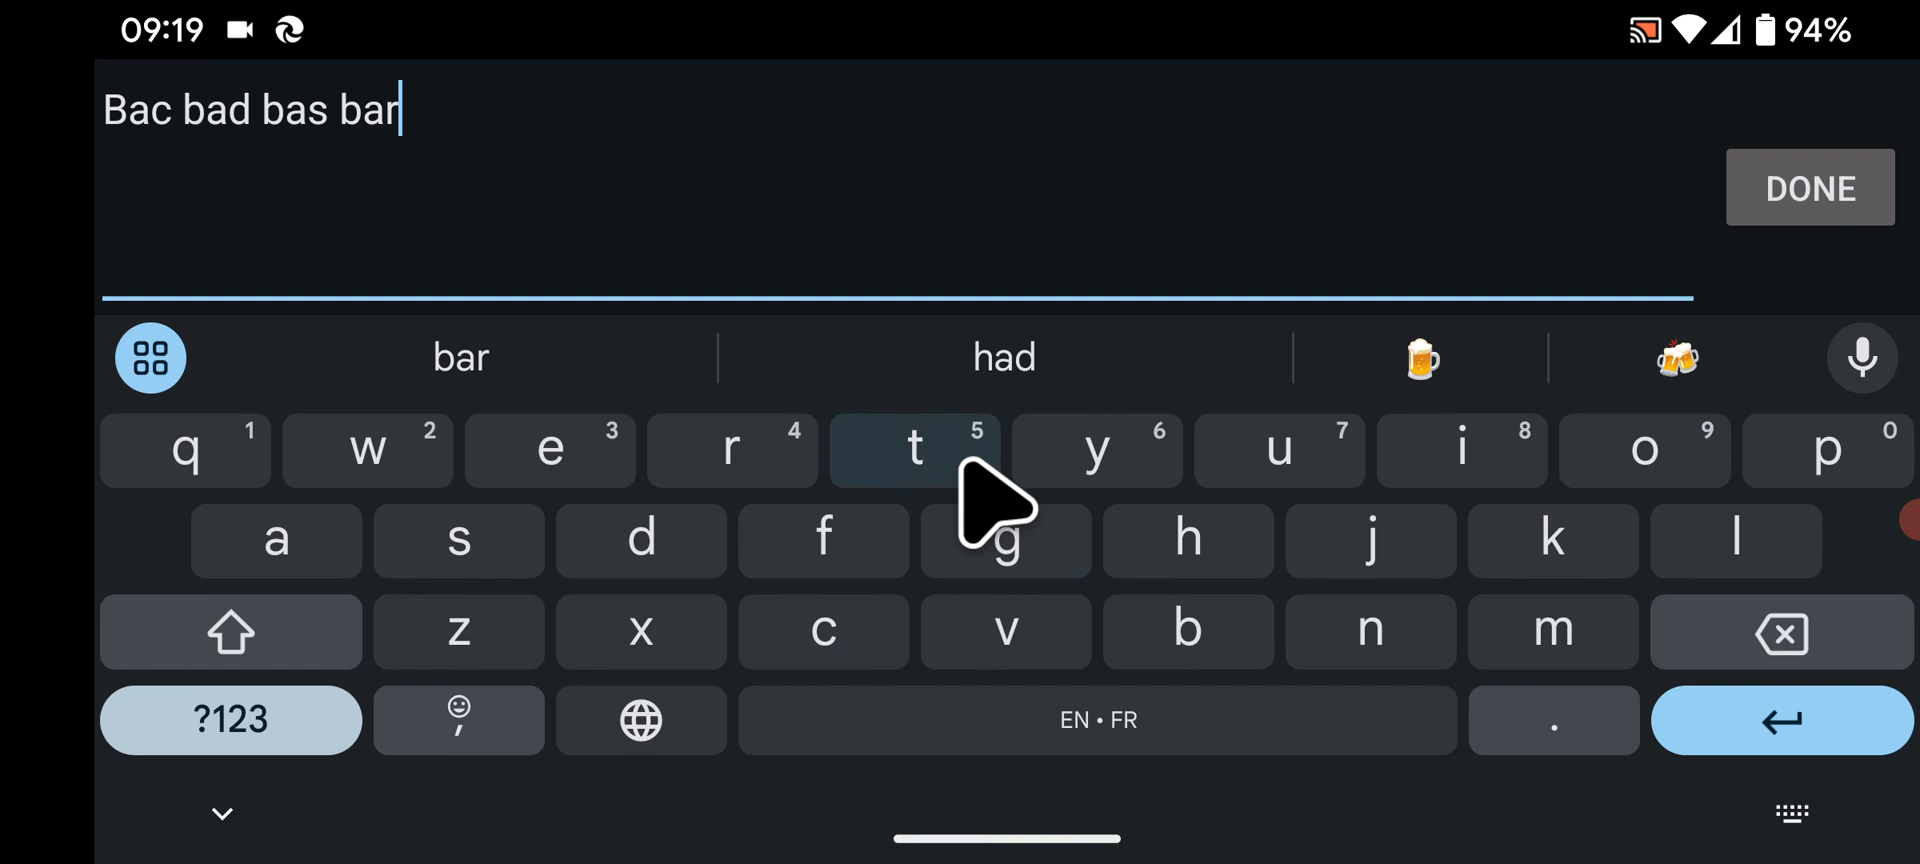 09:19 94%
Bac bad bas bar
DONE
bar had
q 1 w 2 e 3 r 4 t 5 y 6 u 7 i 8 o 9 p 0
a s d f g h j k l
z x c v b n m
?123 , EN • FR .